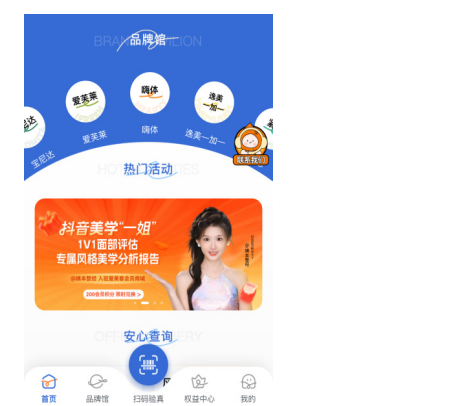 BRAND PAVILION
品牌馆
爱芙莱
嗨体
逸美
一加一
宝尼达
爱芙莱
嗨体
逸美一加一
联系我们
热门活动
抖音美学“一姐”
1V1面部评估
专属风格美学分析报告
200会员积分 限时兑换 >
安心查询
首页
品牌馆
扫码验真
权益中心
我的